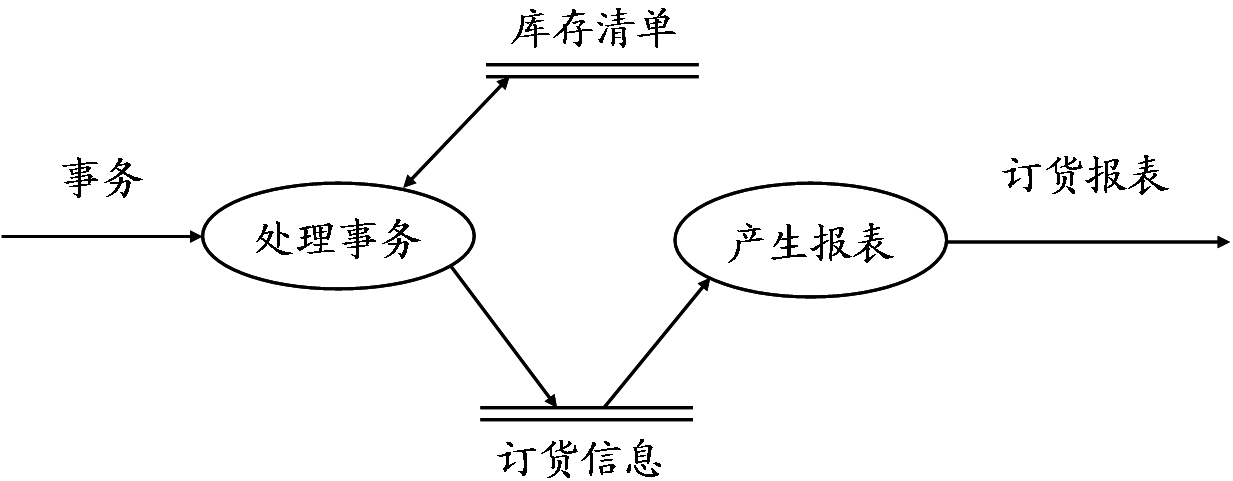 库存清单
事务
处理事务
产生报表
订货报表
订货信息